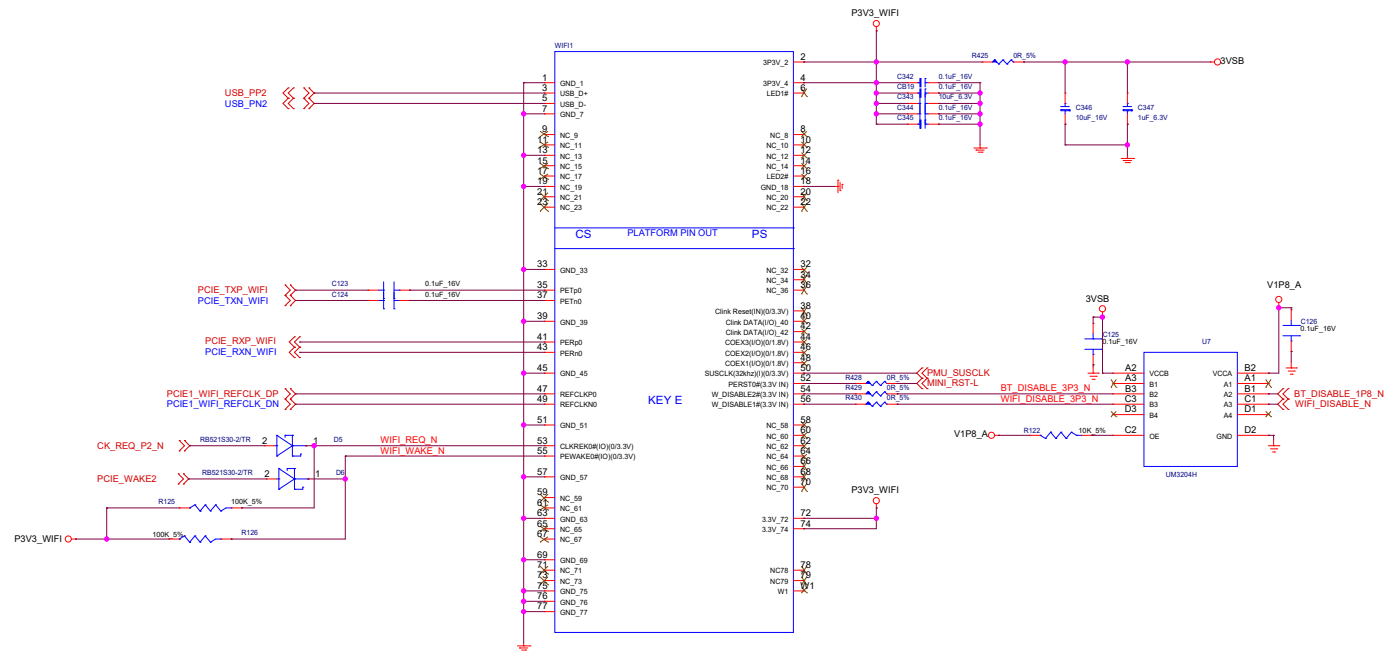 P3V3_WIFI
WIFI1
R425 0R_5%
3VSB
2 3P3V_2
4 3P3V_4
6 LED1#
C342 0.1uF_16V
CB19 0.1uF_16V
C343 10uF_6.3V
C344 0.1uF_16V
C345 0.1uF_16V
C346
10uF_16V
C347
1uF_6.3V
USB_PP2
USB_PN2
1 GND_1
3 USB_D+
5 USB_D-
7 GND_7
9 NC_9
11 NC_11
13 NC_13
15 NC_15
17 NC_17
19 NC_19
21 NC_21
23 NC_23
8 NC_8
10 NC_10
12 NC_12
14 NC_14
16 LED2#
18 GND_18
20 NC_20
22 NC_22
CS PLATFORM PIN OUT PS
KEY E
PCIE_TXP_WIFI C123 0.1uF_16V
PCIE_TXN_WIFI C124 0.1uF_16V
PCIE_RXP_WIFI
PCIE_RXN_WIFI
PCIE1_WIFI_REFCLK_DP
PCIE1_WIFI_REFCLK_DN
33 GND_33
35 PETp0
37 PETn0
39 GND_39
41 PERp0
43 PERn0
45 GND_45
47 REFCLKP0
49 REFCLKN0
51 GND_51
53 CLKREK0#(IO)(0/3.3V)
55 PEWAKE0#(IO)(0/3.3V)
57 GND_57
59 NC_59
61 NC_61
63 GND_63
65 NC_65
67 NC_67
69 GND_69
71 NC_71
73 NC_73
75 GND_75
76 GND_76
77 GND_77
CK_REQ_P2_N RB521S30-2/TR 2 1 D5 WIFI_REQ_N
WIFI_WAKE_N
PCIE_WAKE2 RB521S30-2/TR 2 1 D6
R125 100K_5%
P3V3_WIFI 100K_5% R126
32 NC_32
34 NC_34
36 NC_36
38 Clink Reset(IN)(0/3.3V)
40 Clink DATA(I/O)_40
42 Clink DATA(I/O)_42
44 COEX3(I/O)(0/1.8V)
46 COEX2(I/O)(0/1.8V)
48 COEX1(I/O)(0/1.8V)
50 SUSCLK(32khz)(I)(0/3.3V)
52 PERST0#(3.3V IN)
54 W_DISABLE2#(3.3V IN)
56 W_DISABLE1#(3.3V IN)
58 NC_58
60 NC_60
62 NC_62
64 NC_64
66 NC_66
68 NC_68
70 NC_70
P3V3_WIFI
72 3.3V_72
74 3.3V_74
78 NC78
79 NC79
W1 W1
PMU_SUSCLK
R428 0R_5% MINI_RST-L
R429 0R_5% BT_DISABLE_3P3_N
R430 0R_5% WIFI_DISABLE_3P3_N
V1P8_A R122 10K_5%
3VSB
C125
0.1uF_16V
V1P8_A
C126
0.1uF_16V
U7
A2 VCCB VCCA B2
A3 B1 A1 A1
B3 B2 A2 B1
C3 B3 A3 C1
D3 B4 A4 D1
C2 OE GND D2
UM3204H
BT_DISABLE_1P8_N
WIFI_DISABLE_N